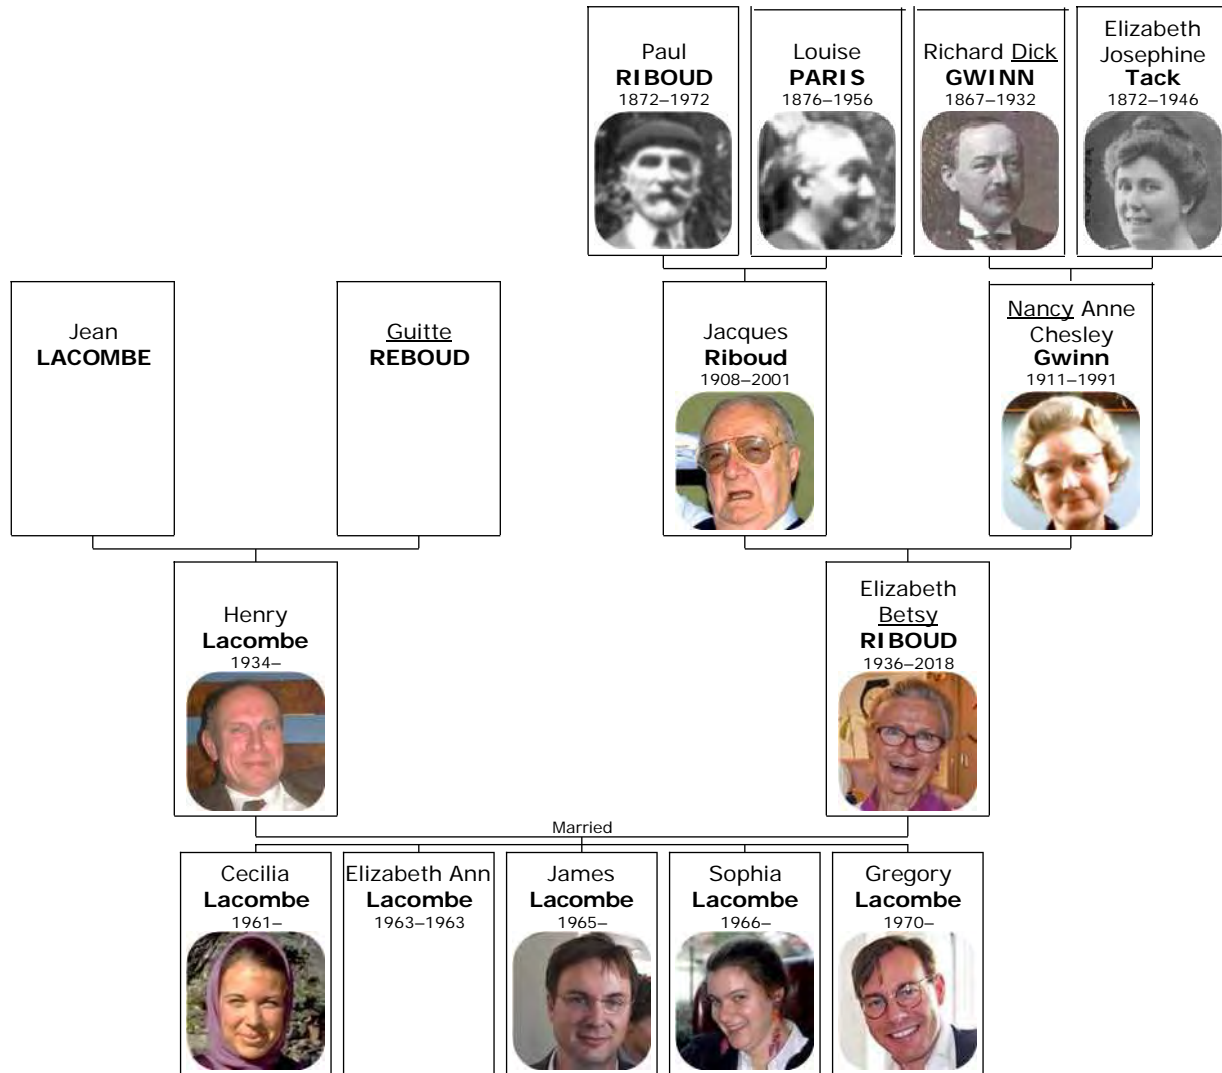 Paul
RIBOUD
1872–1972
Louise
PARIS
1876–1956
Richard Dick
GWINN
1867–1932
Elizabeth
Josephine
Tack
1872–1946
Jean
LACOMBE
Guitte
REBOUD
Jacques
Riboud
1908–2001
Nancy Anne
Chesley
Gwinn
1911–1991
Henry
Lacombe
1934–
Elizabeth
Betsy
RIBOUD
1936–2018
Married
Cecilia
Lacombe
1961–
Elizabeth Ann
Lacombe
1963–1963
James
Lacombe
1965–
Sophia
Lacombe
1966–
Gregory
Lacombe
1970–